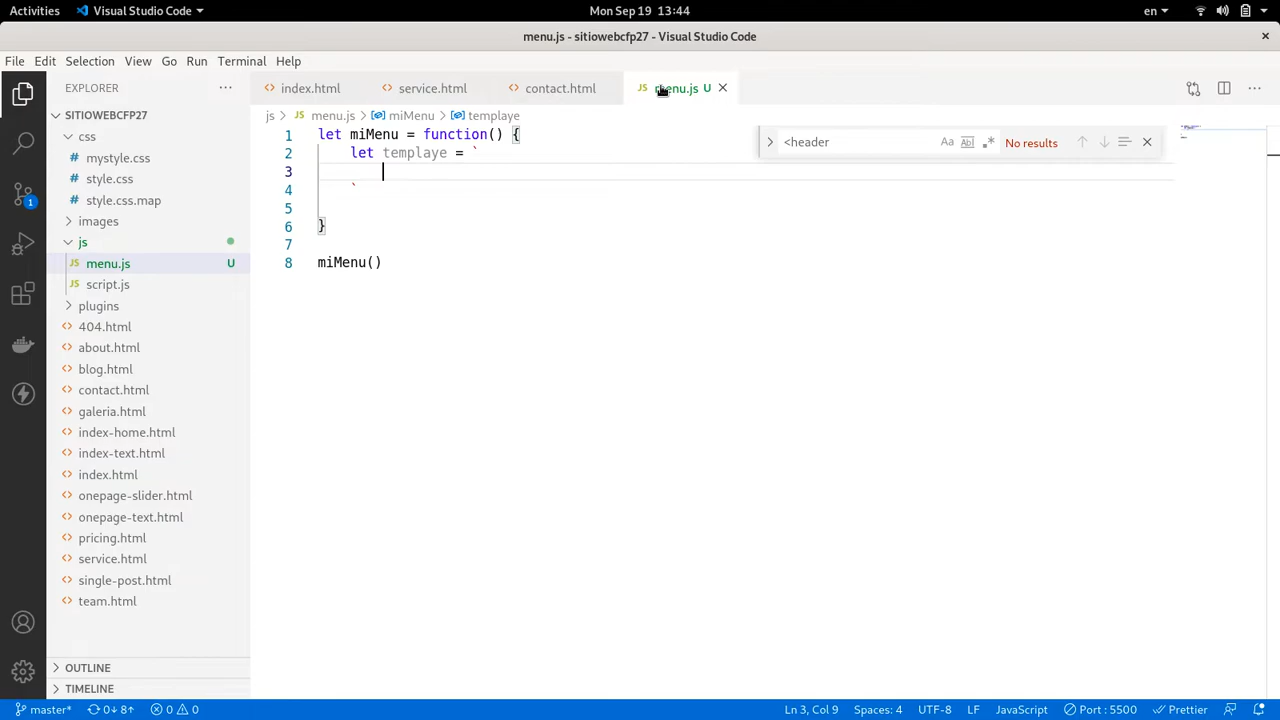 Activities Visual Studio Code Mon Sep 19 13:44 en
menu.js - sitiowebcfp27 - Visual Studio Code
File Edit Selection View Go Run Terminal Help
EXPLORER
index.html service.html contact.html menu.js U
SITIOWEBCFP27
js menu.js miMenu templaye
css
mystyle.css
style.css
style.css.map
images
js
menu.js U
script.js
plugins
404.html
about.html
blog.html
contact.html
galeria.html
index-home.html
index-text.html
index.html
onepage-slider.html
onepage-text.html
pricing.html
service.html
single-post.html
team.html
OUTLINE
TIMELINE
1 let miMenu = function() {
2 let templaye = `
3
4 `
5
6 }
7
8 miMenu()
<header Aa Ab .* No results
1
master* 0↓ 8↑ 0 0 Ln 3, Col 9 Spaces: 4 UTF-8 LF JavaScript Port : 5500 Prettier